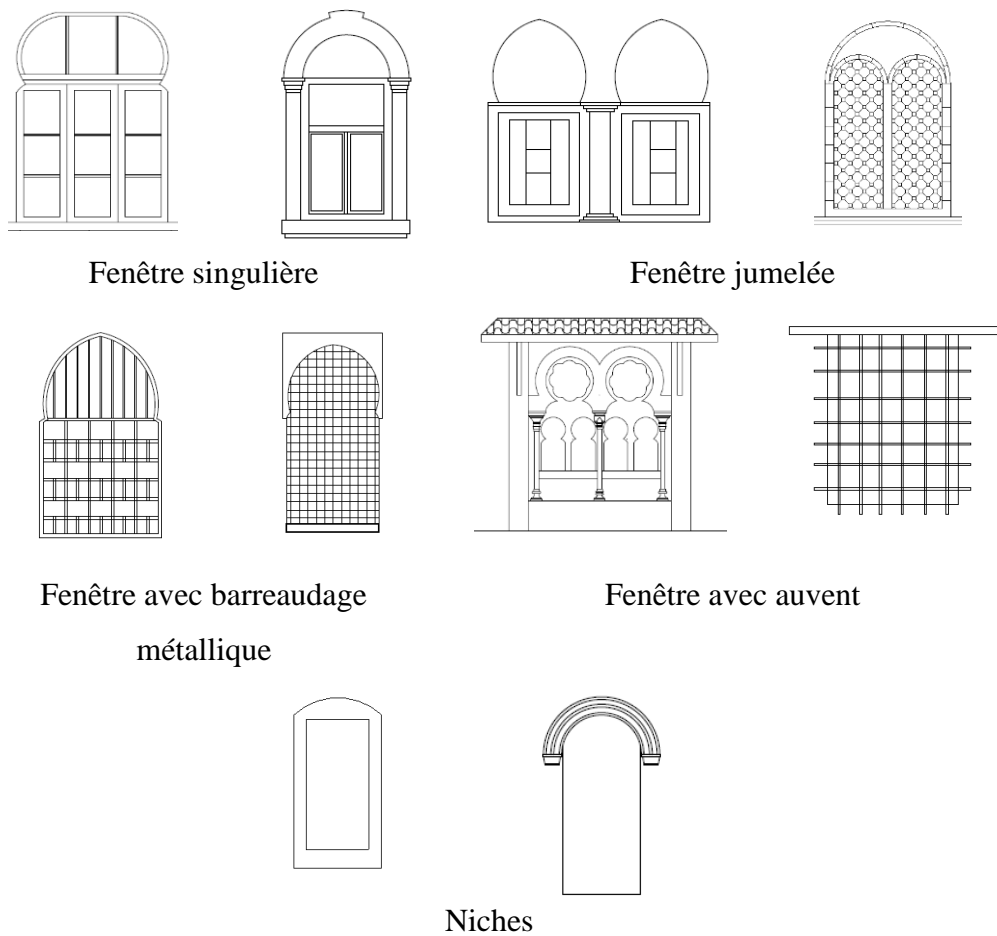 Fenêtre singulière
Fenêtre jumelée
Fenêtre avec barreaudage
métallique
Fenêtre avec auvent
Niches